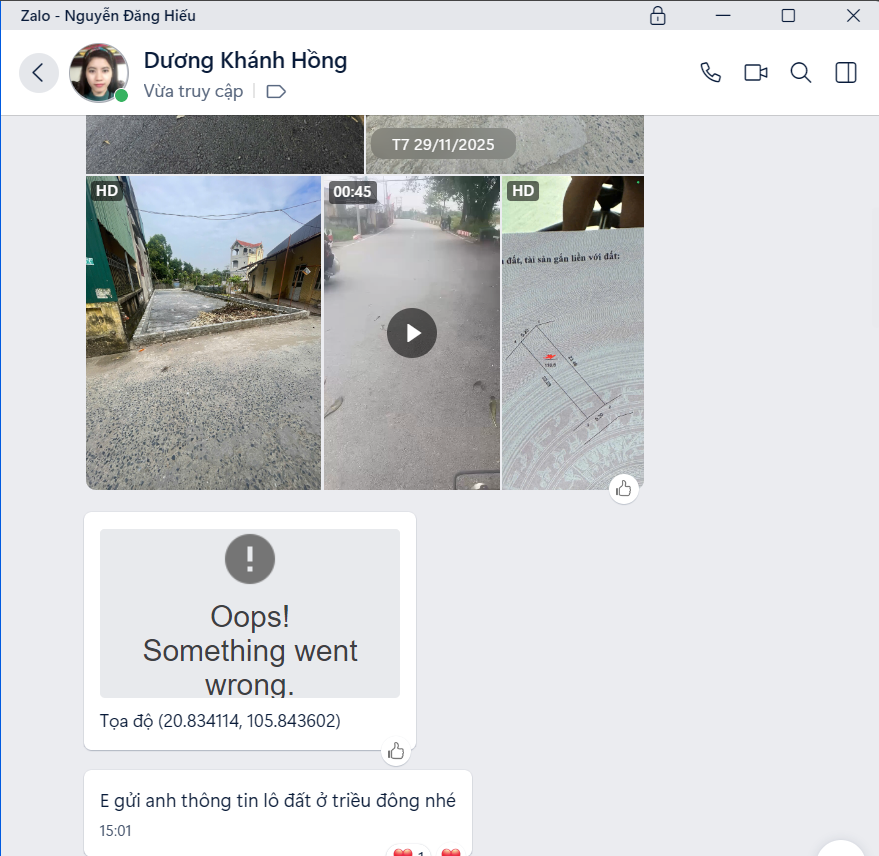 Zalo - Nguyễn Đăng Hiếu
Dương Khánh Hồng
Vừa truy cập
T7 29/11/2025
HD
00:45
HD
đất, tài sản gắn liền với đất:
Oops!
Something went
wrong.
Tọa độ (20.834114, 105.843602)
E gửi anh thông tin lô đất ở triều đông nhé
15:01
1